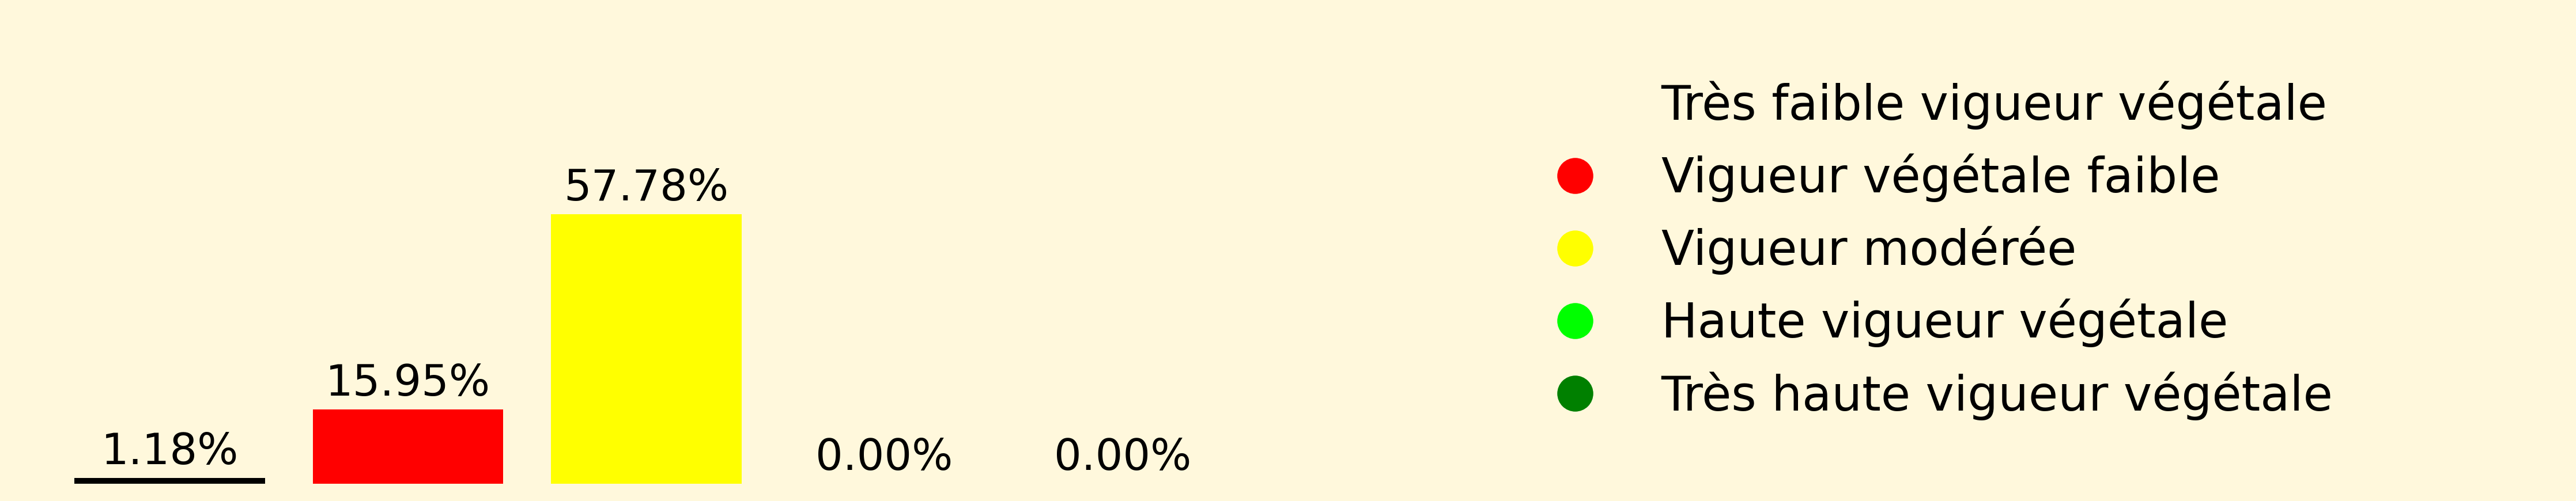 1.18%
15.95%
57.78%
0.00%
0.00%
Très faible vigueur végétale
Vigueur végétale faible
Vigueur modérée
Haute vigueur végétale
Très haute vigueur végétale